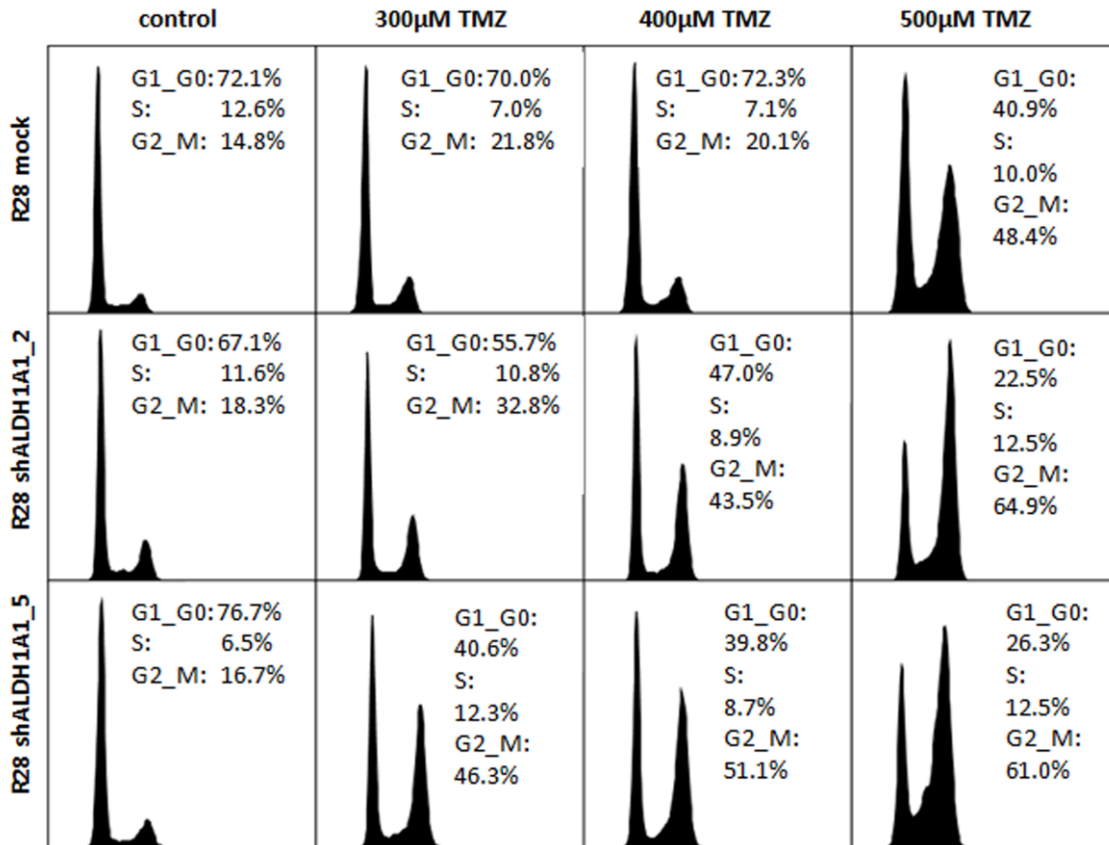 control 300μM TMZ 400μM TMZ 500μM TMZ
R28 mock
G1_G0:72.1%
S: 12.6%
G2_M: 14.8%
G1_G0:70.0%
S: 7.0%
G2_M: 21.8%
G1_G0:72.3%
S: 7.1%
G2_M: 20.1%
G1_G0:
40.9%
S:
10.0%
G2_M:
48.4%
R28 shALDH1A1_2
G1_G0:67.1%
S: 11.6%
G2_M: 18.3%
G1_G0:55.7%
S: 10.8%
G2_M: 32.8%
G1_G0:
47.0%
S:
8.9%
G2_M:
43.5%
G1_G0:
22.5%
S:
12.5%
G2_M:
64.9%
R28 shALDH1A1_5
G1_G0:76.7%
S: 6.5%
G2_M: 16.7%
G1_G0:
40.6%
S:
12.3%
G2_M:
46.3%
G1_G0:
39.8%
S:
8.7%
G2_M:
51.1%
G1_G0:
26.3%
S:
12.5%
G2_M:
61.0%